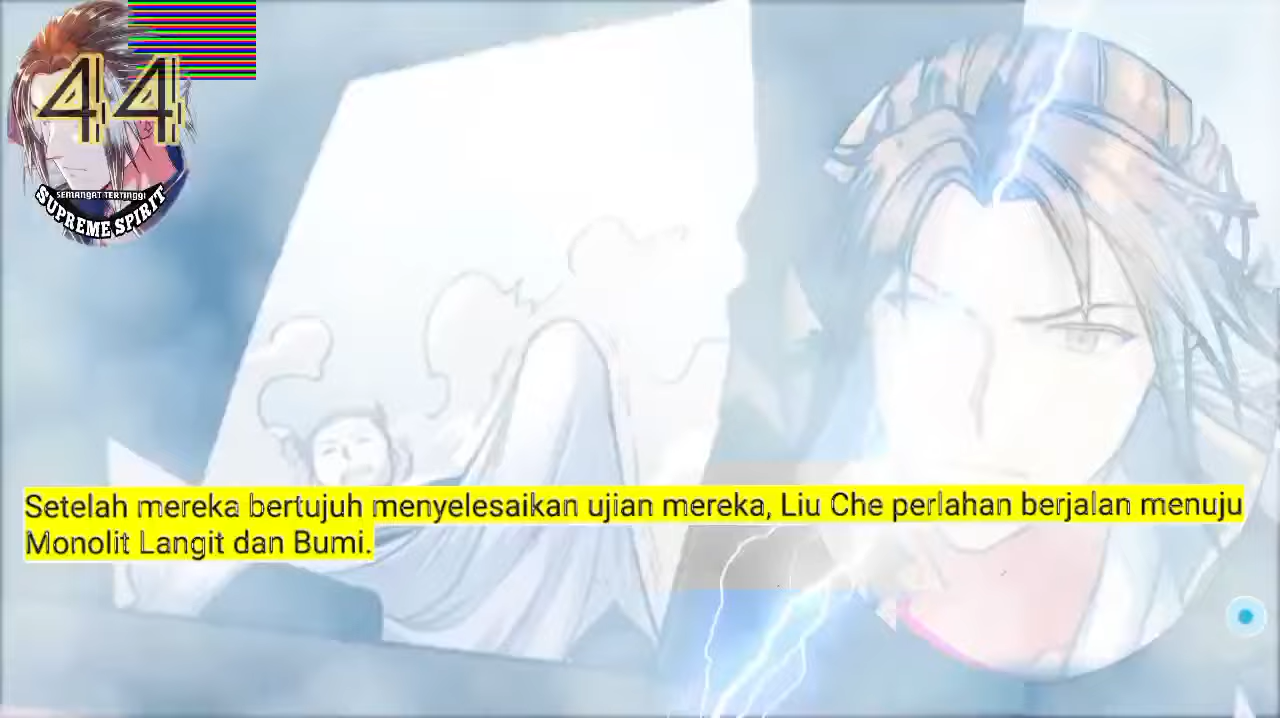 44
SEMANGAT TERTINGGI
SUPREME SPIRIT
Setelah mereka bertujuh menyelesaikan ujian mereka, Liu Che perlahan berjalan menuju
Monolit Langit dan Bumi.